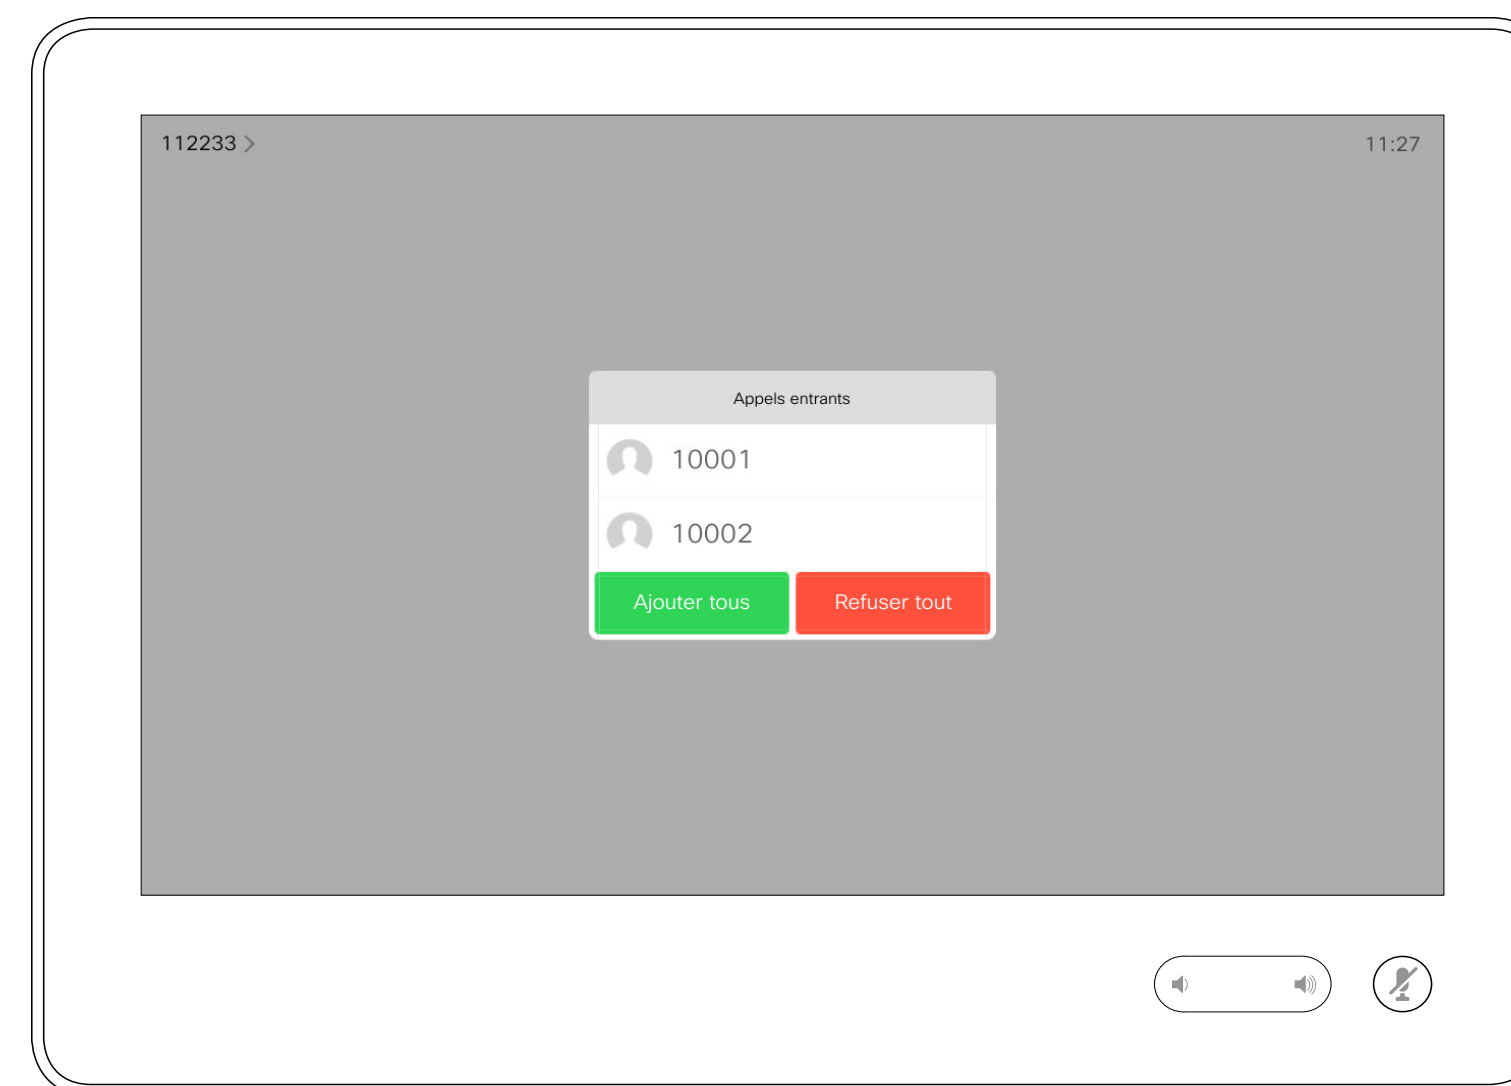 112233
11:27
Appels entrants
10001
10002
Ajouter tous
Refuser tout